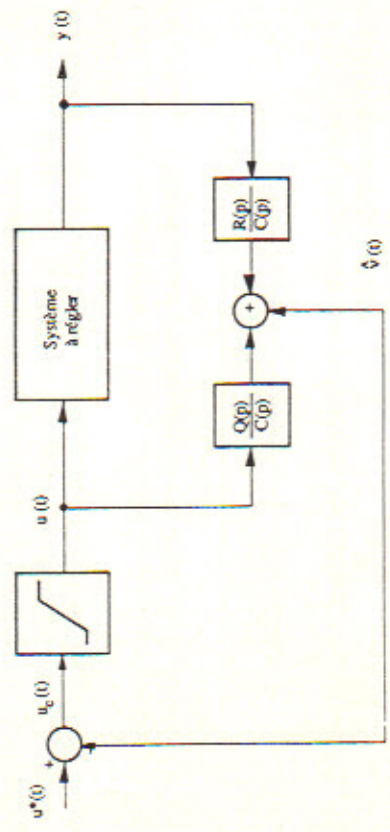 u*(t)
+
u_c(t)
u (t)
Système
à régler
y (t)
Q(p)
C(p)
+
R(p)
C(p)
v̂ (t)